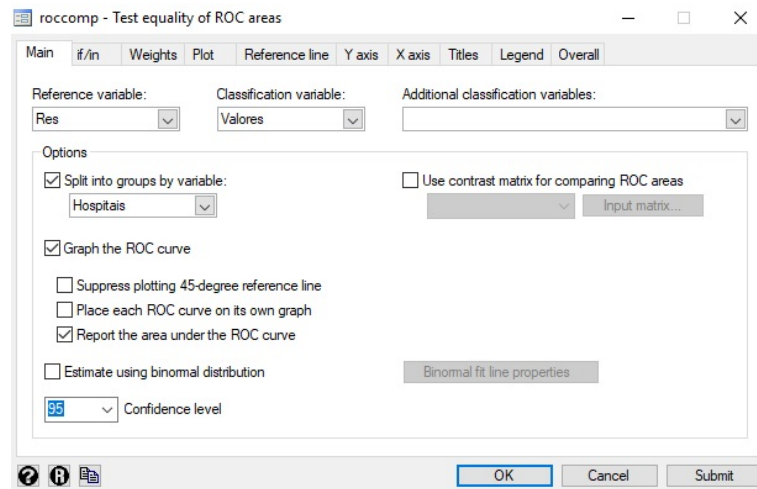 roccomp - Test equality of ROC areas
Main if/in Weights Plot Reference line Y axis X axis Titles Legend Overall
Reference variable: Classification variable: Additional classification variables:
Res Valores
Options
Split into groups by variable: Use contrast matrix for comparing ROC areas
Hospitais Input matrix...
Graph the ROC curve
Suppress plotting 45-degree reference line
Place each ROC curve on its own graph
Report the area under the ROC curve
Estimate using binormal distribution Binormal fit line properties
95 Confidence level
? R OK Cancel Submit